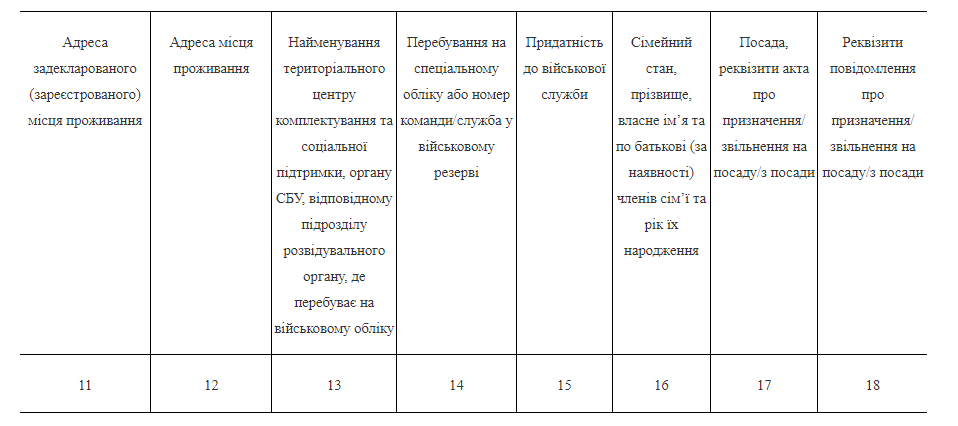 Адреса
задекларованого
(зареєстрованого)
місця проживання
Адреса місця
проживання
Найменування
територіального
центру
комплектування та
соціальної
підтримки, органу
СБУ, відповідному
підрозділу
розвідувального
органу, де
перебуває на
військовому обліку
Перебування на
спеціальному
обліку або номер
команди/служба у
військовому
резерві
Придатність
до військової
служби
Сімейний
стан,
прізвище,
власне ім’я та
по батькові (за
наявності)
членів сім’ї та
рік їх
народження
Посада,
реквізити акта
про
призначення/
звільнення на
посаду/з посади
Реквізити
повідомлення
про
призначення/
звільнення на
посаду/з посади
11
12
13
14
15
16
17
18